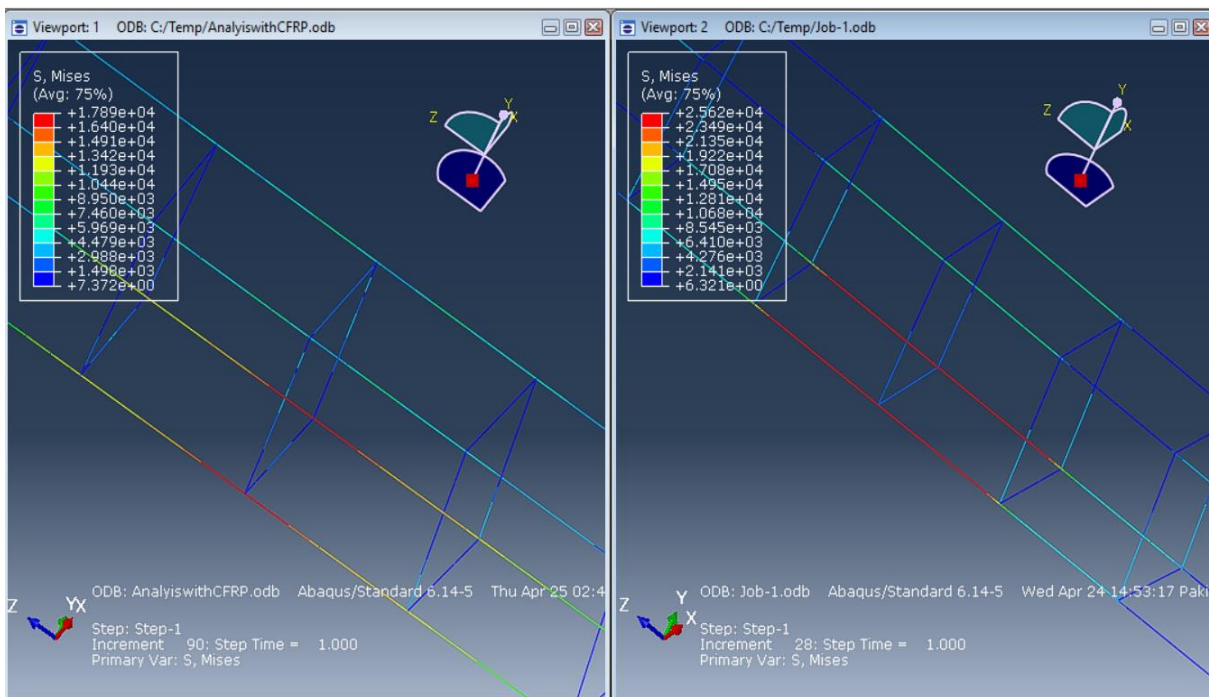 Viewport: 1 ODB: C:/Temp/AnalyiswithCFRP.odb
S, Mises
(Avg: 75%)
+1.789e+04
+1.640e+04
+1.491e+04
+1.342e+04
+1.193e+04
+1.044e+04
+8.950e+03
+7.460e+03
+5.969e+03
+4.479e+03
+2.988e+03
+1.498e+03
+7.372e+00
Y
Z
X
ODB: AnalyiswithCFRP.odb Abaqus/Standard 6.14-5 Thu Apr 25 02:4
Z
Y
X
Step: Step-1
Increment 90: Step Time = 1.000
Primary Var: S, Mises
Viewport: 2 ODB: C:/Temp/Job-1.odb
S, Mises
(Avg: 75%)
+2.562e+04
+2.349e+04
+2.135e+04
+1.922e+04
+1.708e+04
+1.495e+04
+1.281e+04
+1.068e+04
+8.545e+03
+6.410e+03
+4.276e+03
+2.141e+03
+6.321e+00
Y
Z
X
ODB: Job-1.odb Abaqus/Standard 6.14-5 Wed Apr 24 14:53:17 Paki
Z
Y
X
Step: Step-1
Increment 28: Step Time = 1.000
Primary Var: S, Mises